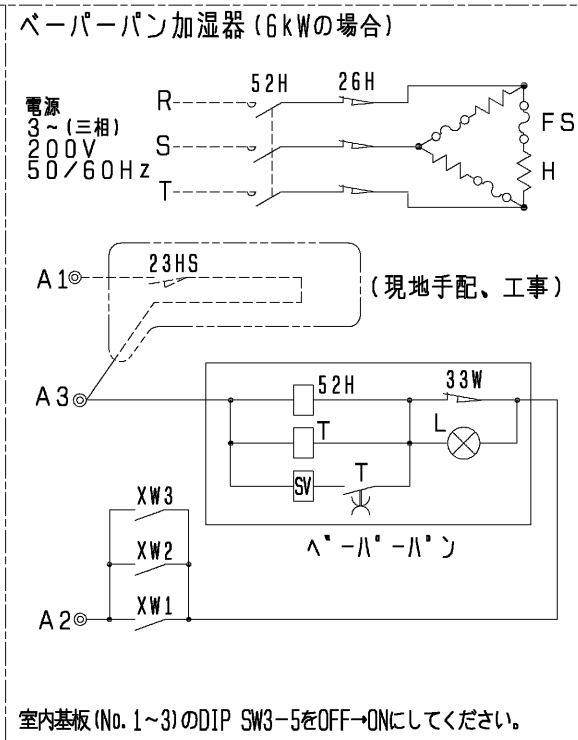 ベーパーパン加湿器(6kWの場合)
52H 26H
電源
3~(三相)
200V
50/60Hz
R
S
T
FS
H
A1
23HS
(現地手配、工事)
A3
52H
33W
T
L
SV
T
XW3
ベーパーパン
XW2
XW1
A2
室内基板(No.1~3)のDIP SW3-5をOFF→ONにしてください。